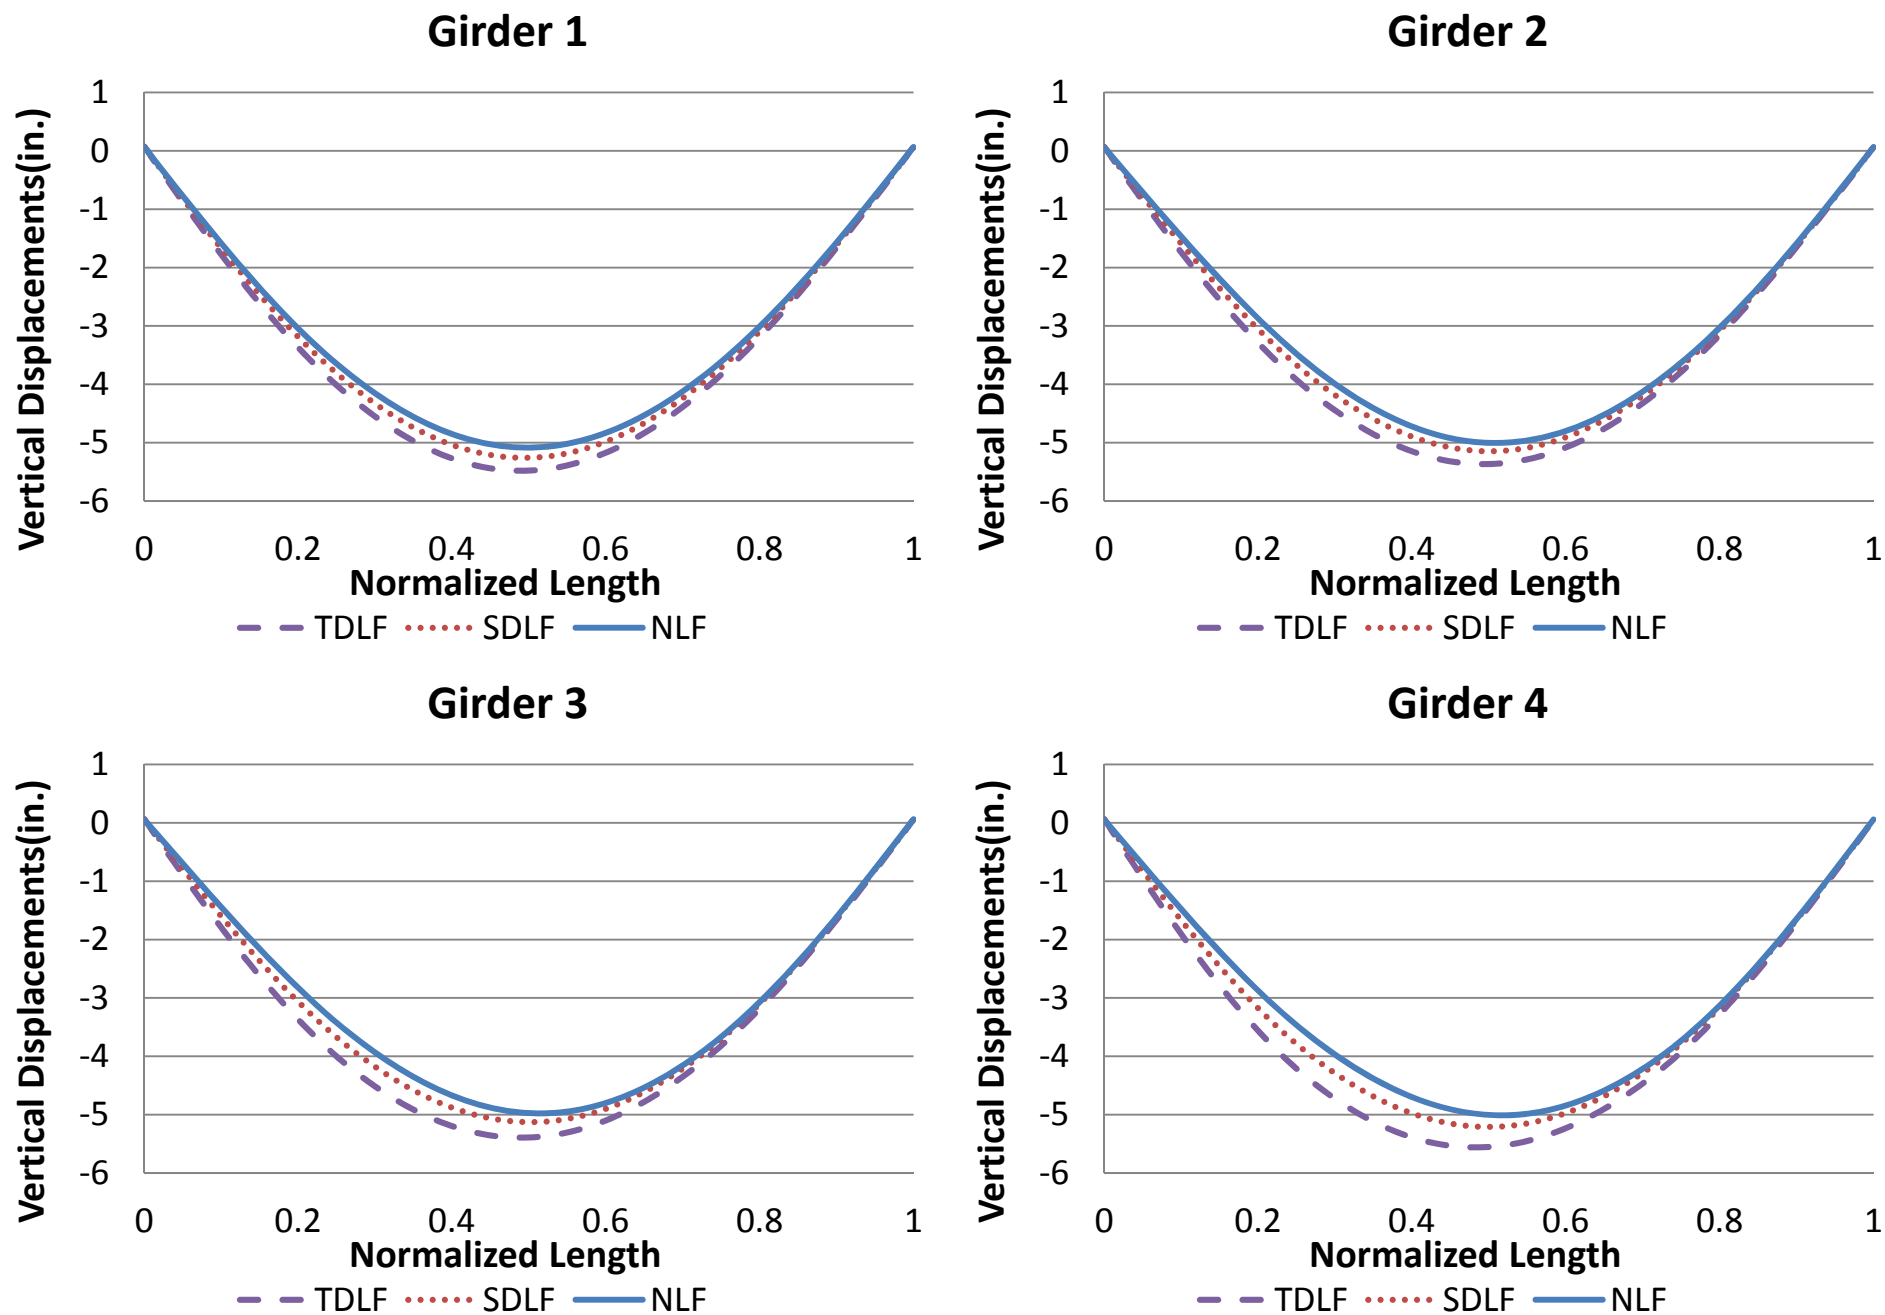 Girder 1
Vertical Displacements(in.)
1
0
-1
-2
-3
-4
-5
-6
0 0.2 0.4 0.6 0.8 1
Normalized Length
TDLF SDLF NLF
Girder 2
Vertical Displacements(in.)
1
0
-1
-2
-3
-4
-5
-6
0 0.2 0.4 0.6 0.8 1
Normalized Length
TDLF SDLF NLF
Girder 3
Vertical Displacements(in.)
1
0
-1
-2
-3
-4
-5
-6
0 0.2 0.4 0.6 0.8 1
Normalized Length
TDLF SDLF NLF
Girder 4
Vertical Displacements(in.)
1
0
-1
-2
-3
-4
-5
-6
0 0.2 0.4 0.6 0.8 1
Normalized Length
TDLF SDLF NLF